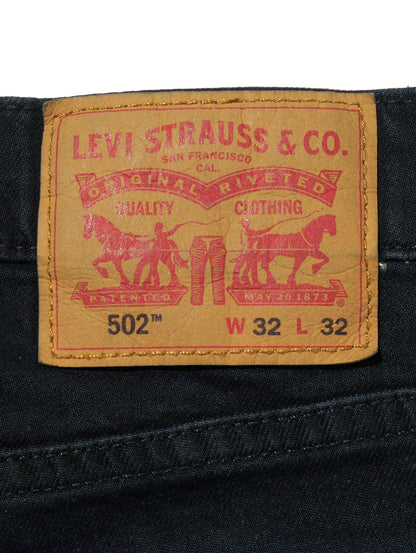 LEVI STRAUSS & CO.
SAN FRANCISCO
CAL.
ORIGINAL RIVETED
QUALITY CLOTHING
PATENTED MAY 20 1873 ®
502™ W 32 L 32